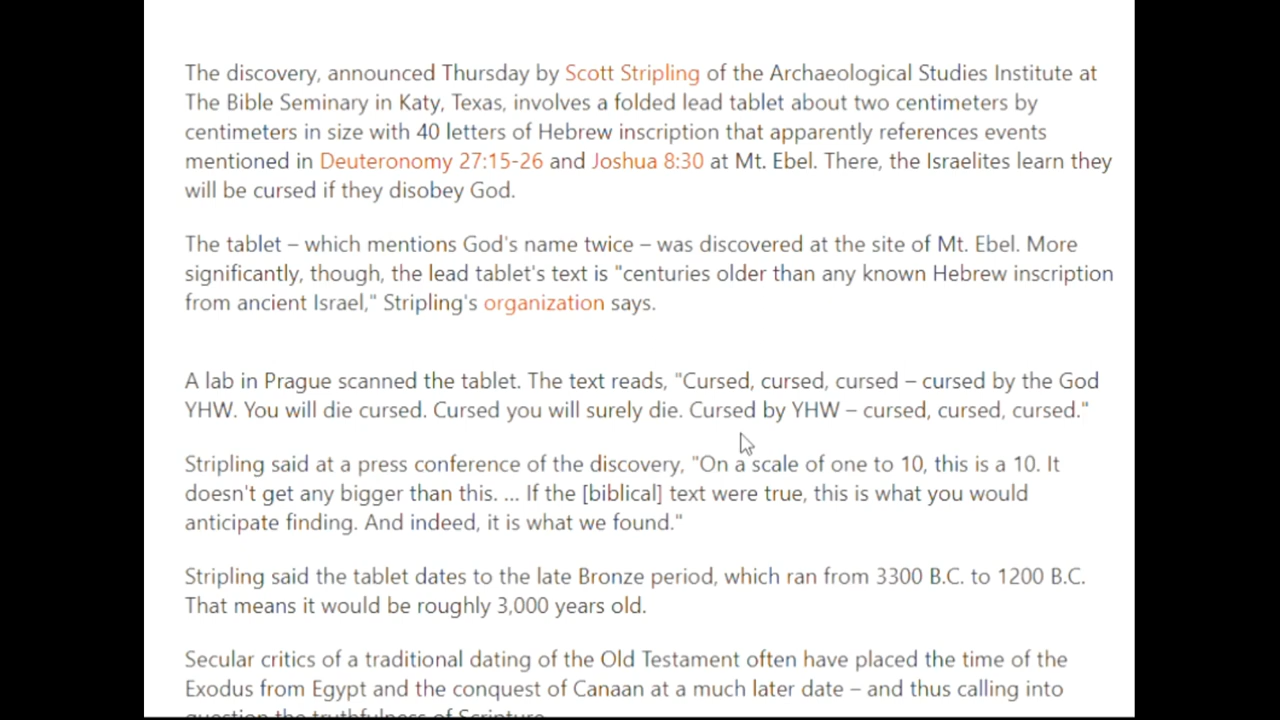 The discovery, announced Thursday by Scott Stripling of the Archaeological Studies Institute at
The Bible Seminary in Katy, Texas, involves a folded lead tablet about two centimeters by
centimeters in size with 40 letters of Hebrew inscription that apparently references events
mentioned in Deuteronomy 27:15-26 and Joshua 8:30 at Mt. Ebel. There, the Israelites learn they
will be cursed if they disobey God.
The tablet – which mentions God's name twice – was discovered at the site of Mt. Ebel. More
significantly, though, the lead tablet's text is "centuries older than any known Hebrew inscription
from ancient Israel," Stripling's organization says.
A lab in Prague scanned the tablet. The text reads, "Cursed, cursed, cursed – cursed by the God
YHW. You will die cursed. Cursed you will surely die. Cursed by YHW – cursed, cursed, cursed."
Stripling said at a press conference of the discovery, "On a scale of one to 10, this is a 10. It
doesn't get any bigger than this. ... If the [biblical] text were true, this is what you would
anticipate finding. And indeed, it is what we found."
Stripling said the tablet dates to the late Bronze period, which ran from 3300 B.C. to 1200 B.C.
That means it would be roughly 3,000 years old.
Secular critics of a traditional dating of the Old Testament often have placed the time of the
Exodus from Egypt and the conquest of Canaan at a much later date – and thus calling into
question the truthfulness of Scripture